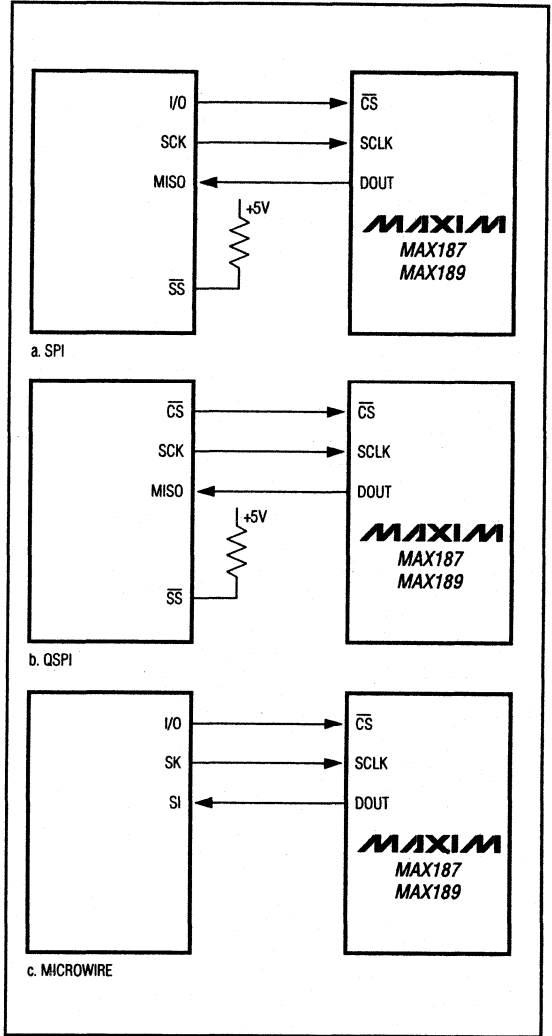 I/O CS
SCK SCLK
MISO DOUT
+5V
MAXIM
MAX187
MAX189
SS
a. SPI
CS CS
SCK SCLK
MISO DOUT
+5V
MAXIM
MAX187
MAX189
SS
b. QSPI
I/O CS
SK SCLK
SI DOUT
MAXIM
MAX187
MAX189
c. MICROWIRE